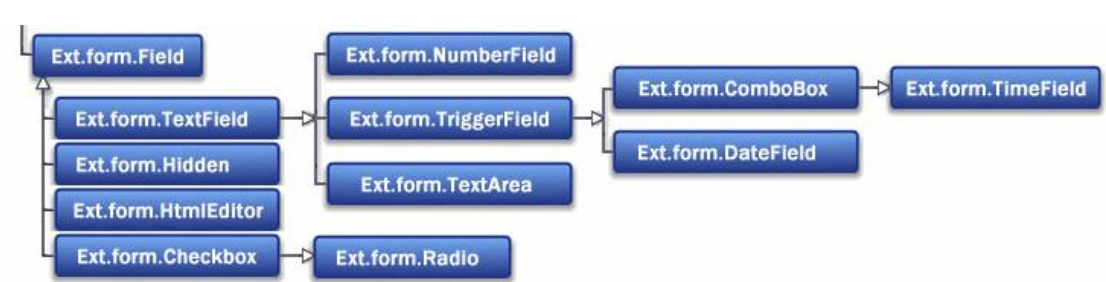 Ext.form.Field
Ext.form.NumberField
Ext.form.ComboBox
Ext.form.TimeField
Ext.form.TextField
Ext.form.TriggerField
Ext.form.DateField
Ext.form.Hidden
Ext.form.TextArea
Ext.form.HtmlEditor
Ext.form.Checkbox
Ext.form.Radio